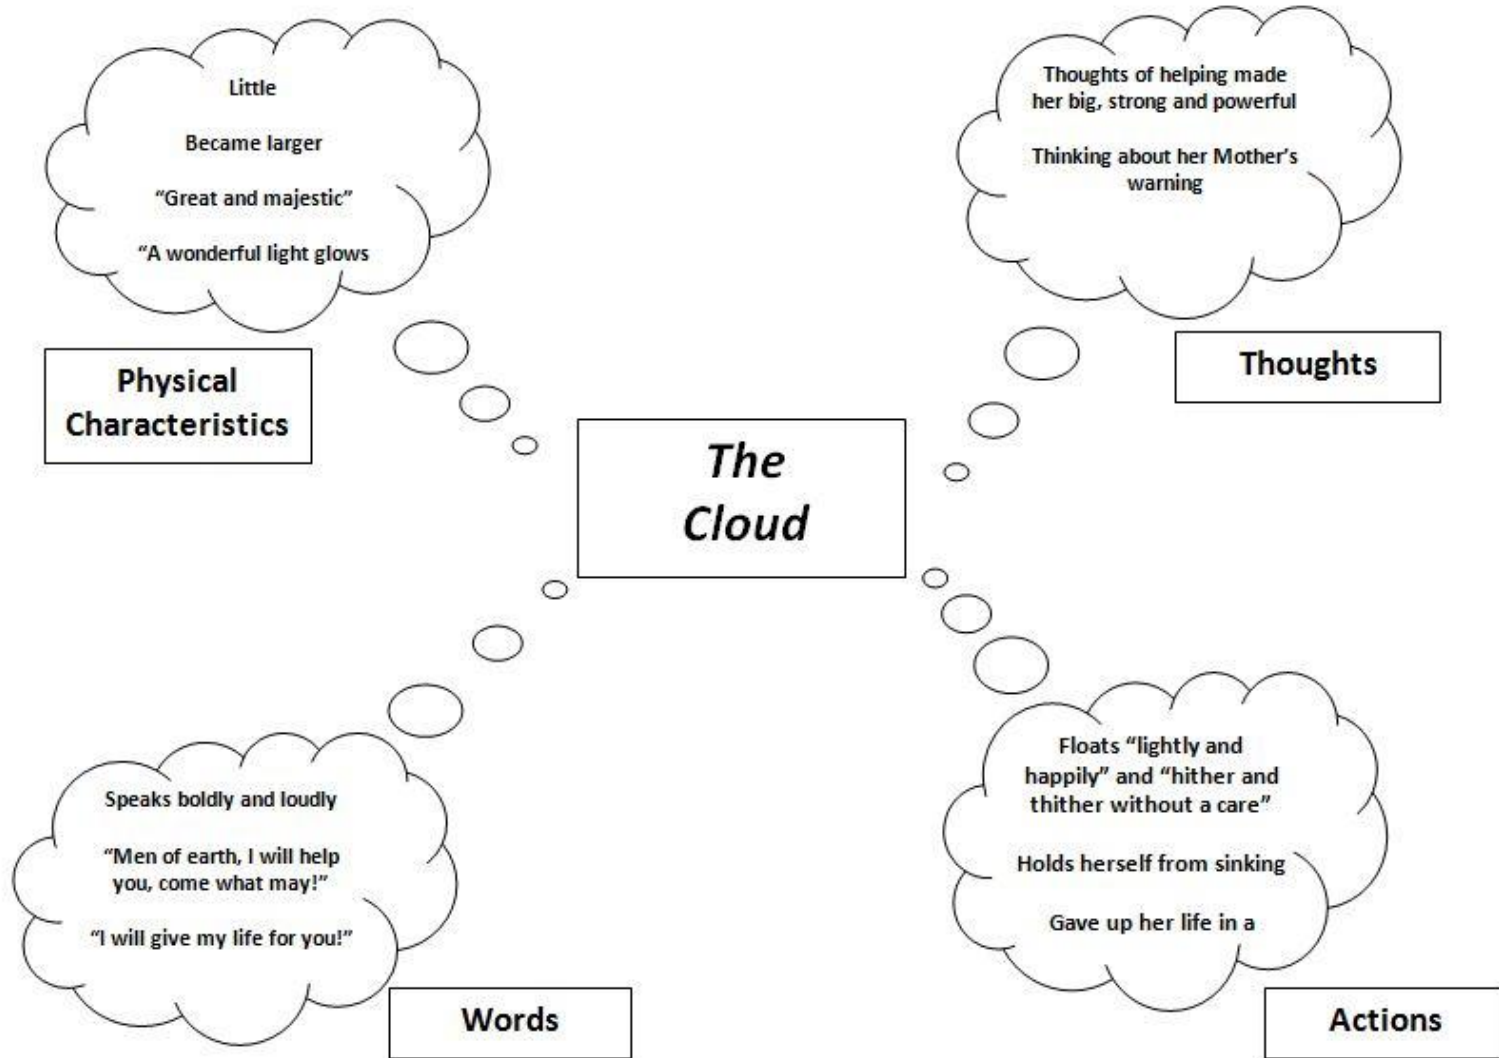 Little
Became larger
“Great and majestic”
“A wonderful light glows
Physical
Characteristics
Thoughts of helping made
her big, strong and powerful
Thinking about her Mother’s
warning
Thoughts
The
Cloud
Speaks boldly and loudly
“Men of earth, I will help
you, come what may!”
“I will give my life for you!”
Words
Floats “lightly and
happily” and “hither and
thither without a care”
Holds herself from sinking
Gave up her life in a
Actions